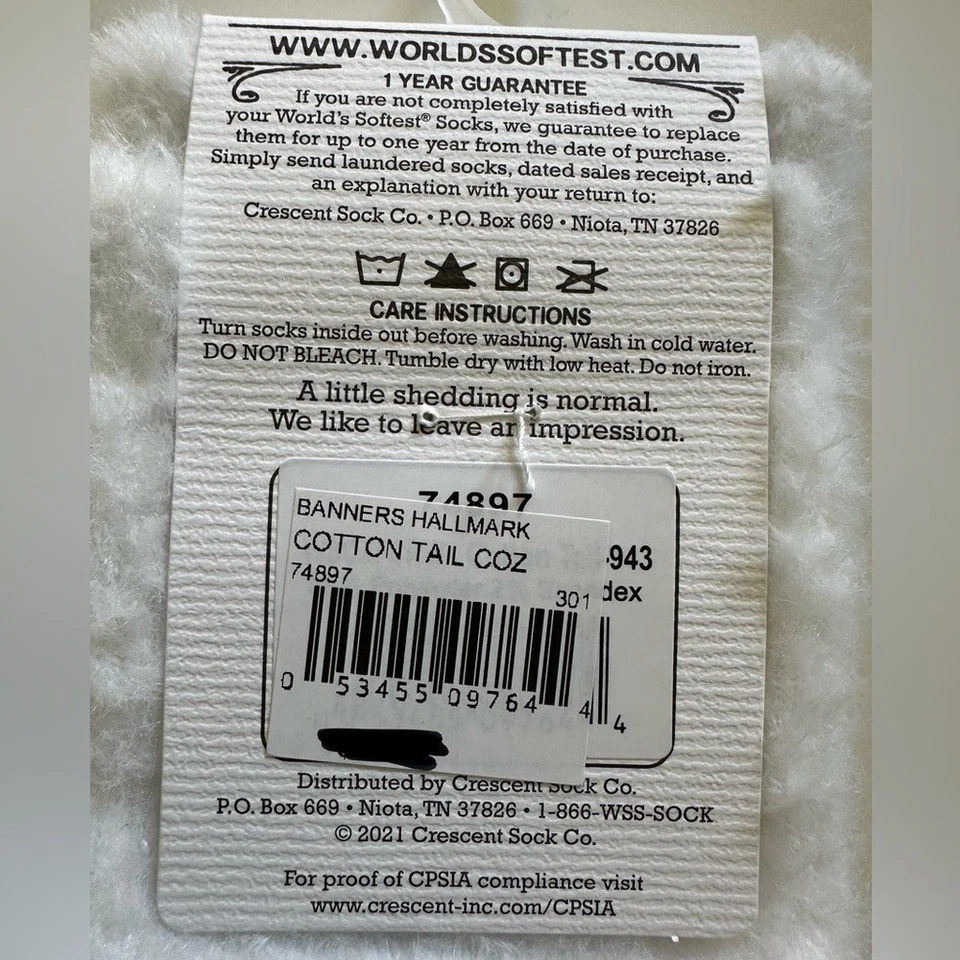 WWW.WORLDSSOFTEST.COM
1 YEAR GUARANTEE
If you are not completely satisfied with
your World's Softest® Socks, we guarantee to replace
them for up to one year from the date of purchase.
Simply send laundered socks, dated sales receipt, and
an explanation with your return to:
Crescent Sock Co. • P.O. Box 669 • Niota, TN 37826
CARE INSTRUCTIONS
Turn socks inside out before washing. Wash in cold water.
DO NOT BLEACH. Tumble dry with low heat. Do not iron.
A little shedding is normal.
We like to leave an impression.
74897
BANNERS HALLMARK
COTTON TAIL COZ
943
dex
74897
301
0 53455 09764 4
4
Distributed by Crescent Sock Co.
P.O. Box 669 • Niota, TN 37826 • 1-866-WSS-SOCK
© 2021 Crescent Sock Co.
For proof of CPSIA compliance visit
www.crescent-inc.com/CPSIA